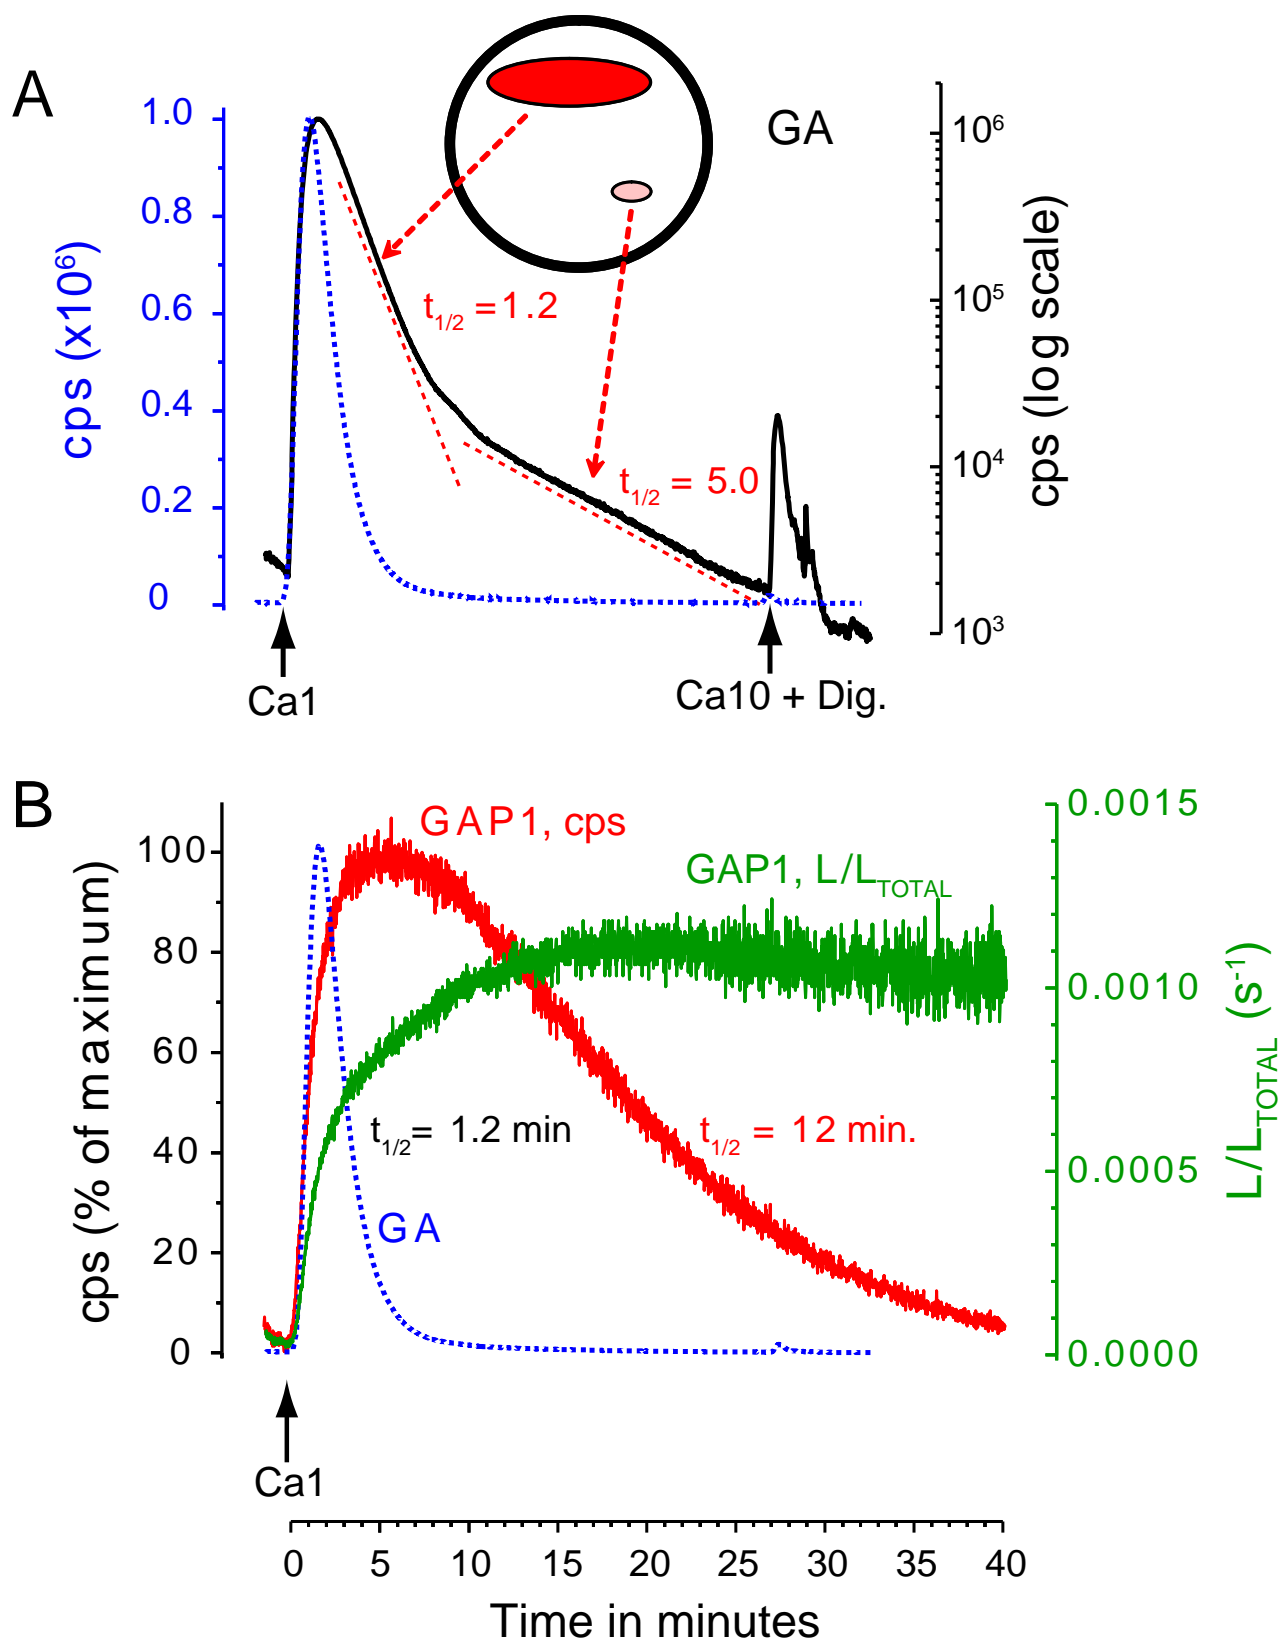 A
GA
cps (x10⁶)
1.0
0.8
0.6
0.4
0.2
0
t1/2 = 1.2
t1/2 = 5.0
10⁶
10⁵
10⁴
10³
cps (log scale)
Ca1
Ca10 + Dig.
B
GAP1, cps
GAP1, L/LTOTAL
cps (% of maximum)
100
80
60
40
20
0
t1/2= 1.2 min
t1/2 = 12 min.
GA
0.0015
0.0010
0.0005
0.0000
L/LTOTAL (s⁻¹)
Ca1
0 5 10 15 20 25 30 35 40
Time in minutes